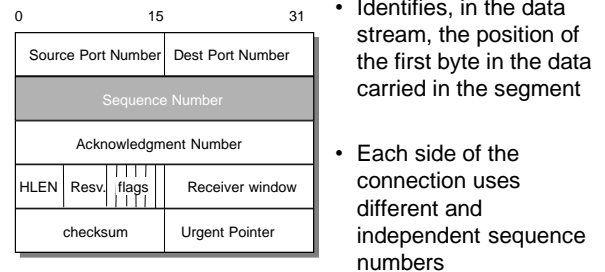 0 15 31
Source Port Number Dest Port Number
Sequence Number
Acknowledgment Number
HLEN Resv. flags Receiver window
checksum Urgent Pointer
• Identifies, in the data
stream, the position of
the first byte in the data
carried in the segment
• Each side of the
connection uses
different and
independent sequence
numbers